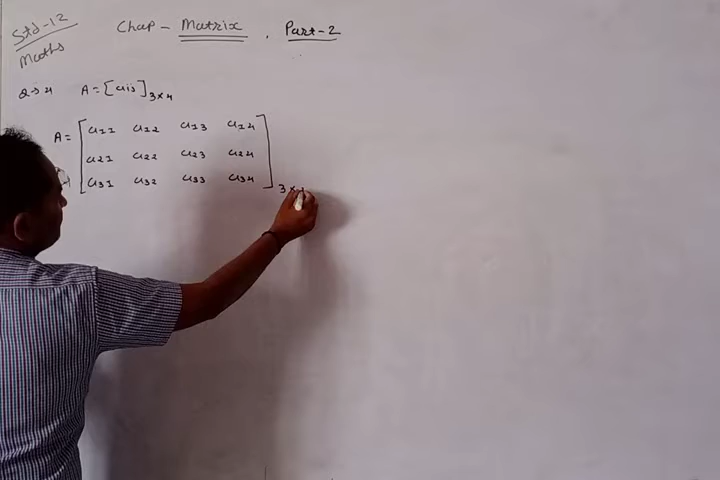 Std-12
Maths
Chap - Matrix . Part-2
Q→4 A = [aij]3×4
A = [ a11 a12 a13 a14
a21 a22 a23 a24
a31 a32 a33 a34 ] 3×